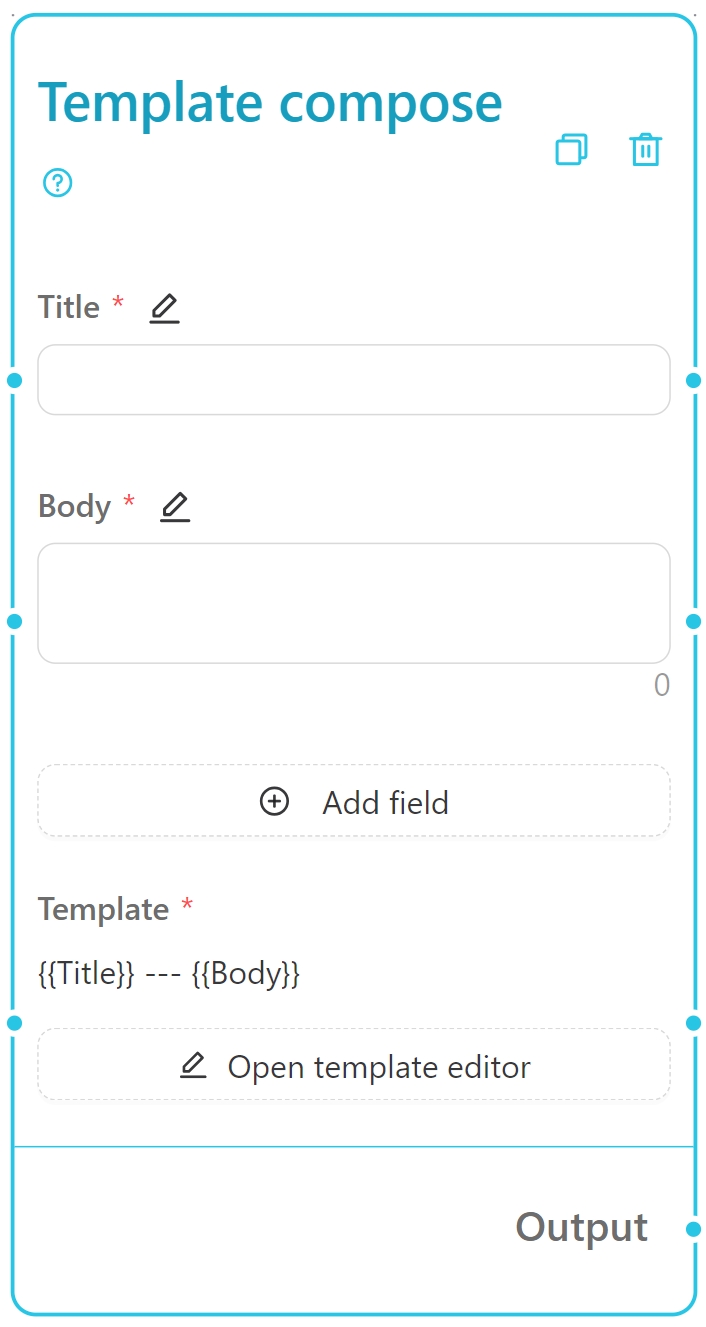 Template compose
?
Title *
Body *
0
Add field
Template *
{{Title}} --- {{Body}}
Open template editor
Output